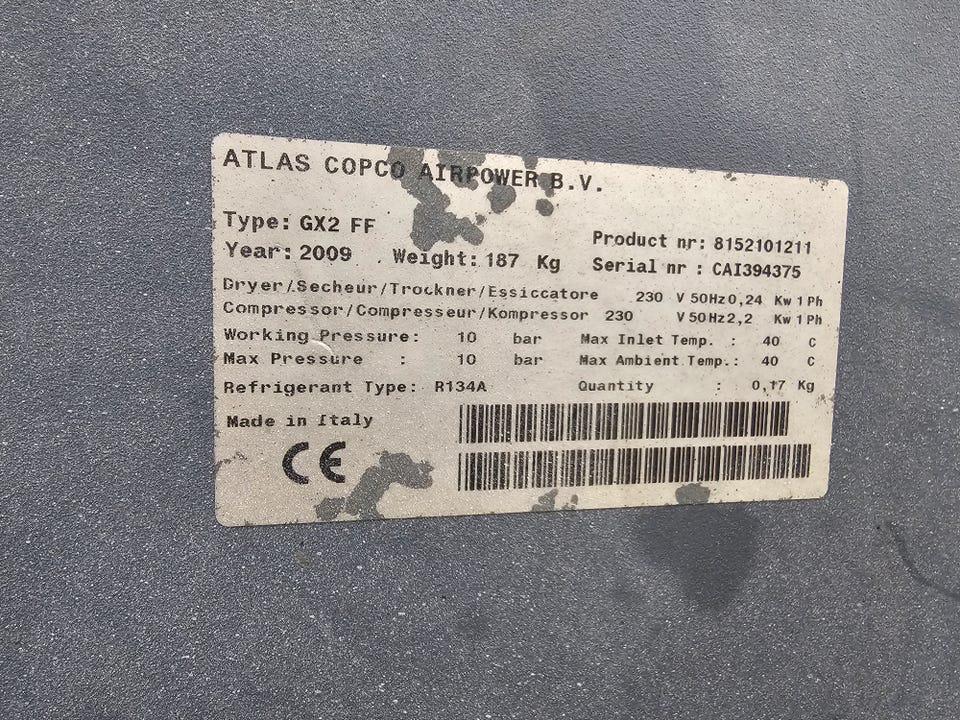 ATLAS COPCO AIRPOWER B.V.
Type: GX2 FF
Year: 2009 Weight: 187 Kg
Product nr: 8152101211
Serial nr : CAI394375
Dryer/Secheur/Trockner/Essiccatore 230 V 50Hz 0,24 Kw 1 Ph
Compressor/Compresseur/Kompressor 230 V 50Hz 2,2 Kw 1 Ph
Working Pressure: 10 bar Max Inlet Temp. : 40 C
Max Pressure : 10 bar Max Ambient Temp.: 40 C
Refrigerant Type: R134A Quantity : 0,17 Kg
Made in Italy
CE